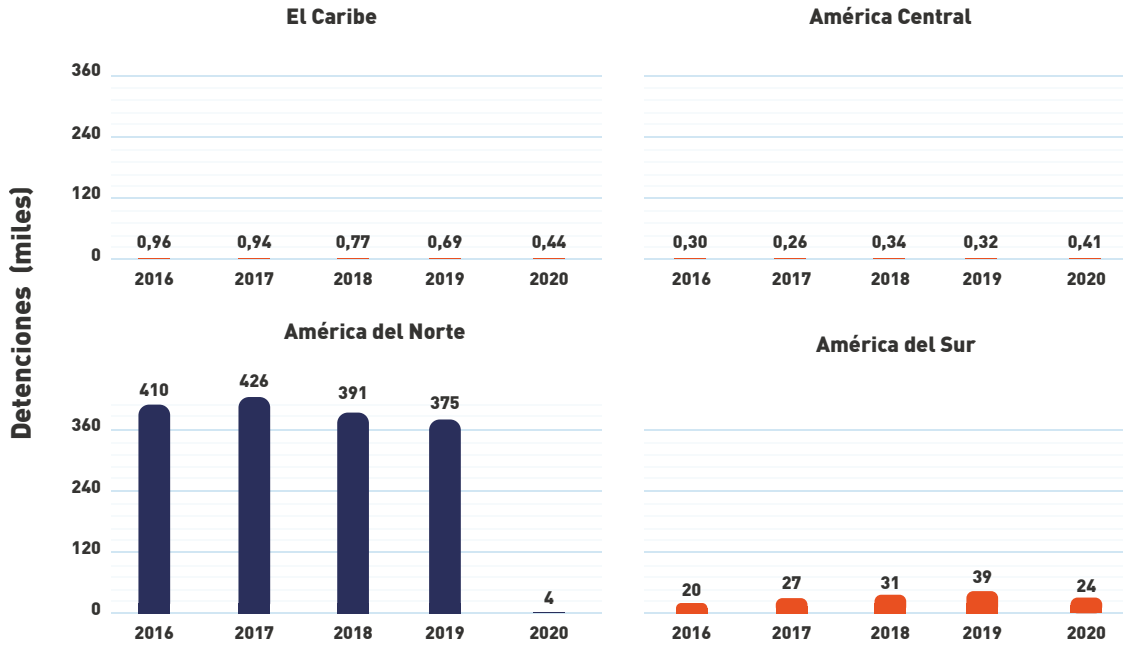 El Caribe
América Central
Detenciones (miles)
360
240
120
0
0,96 0,94 0,77 0,69 0,44
2016 2017 2018 2019 2020
0,30 0,26 0,34 0,32 0,41
2016 2017 2018 2019 2020
América del Norte
América del Sur
410 426 391 375 4
360
240
120
0
2016 2017 2018 2019 2020
20 27 31 39 24
2016 2017 2018 2019 2020